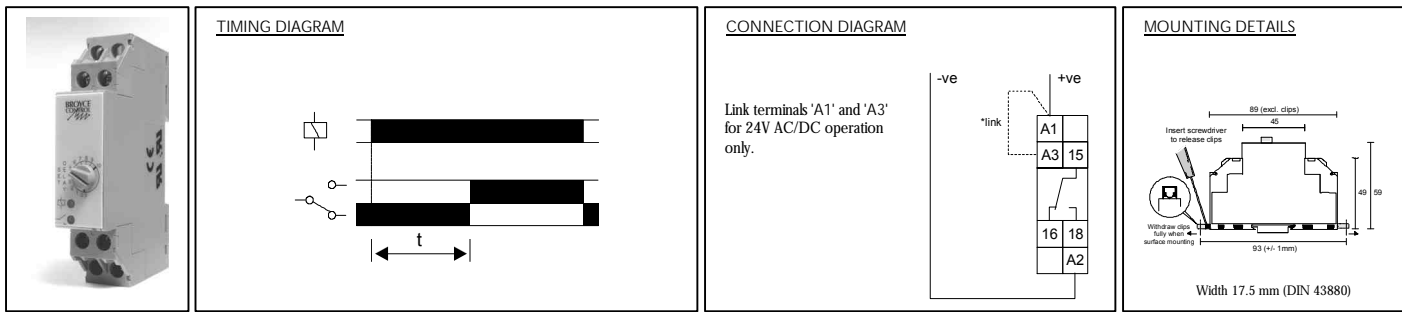 BROYCE
CONTROL
TIMING DIAGRAM
t
CONNECTION DIAGRAM
Link terminals 'A1' and 'A3'
for 24V AC/DC operation
only.
-ve
+ve
*link
A1
A3 15
16 18
A2
MOUNTING DETAILS
89 (excl. clips)
45
Insert screwdriver
to release clips
49 59
Withdraw clips
fully when
surface mounting
93 (+/- 1mm)
Width 17.5 mm (DIN 43880)